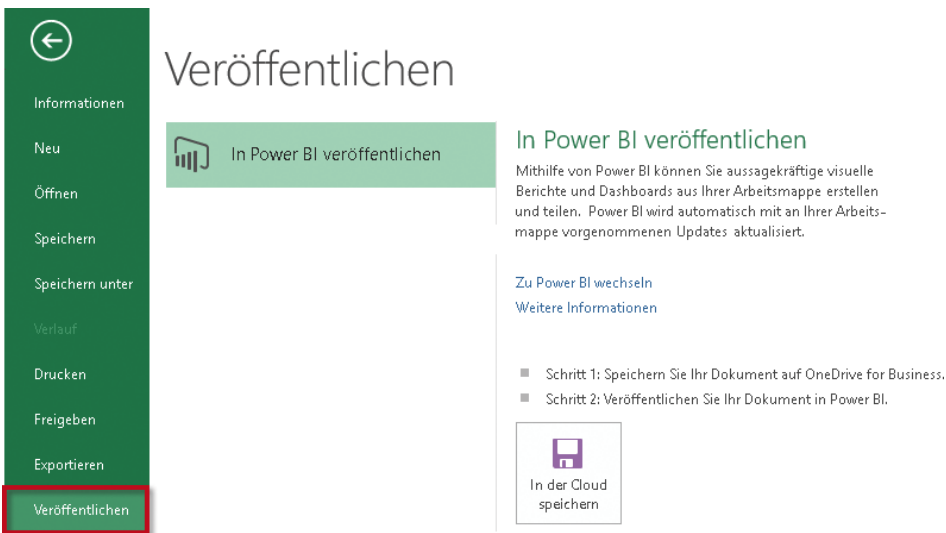 Veröffentlichen
Informationen
Neu
Öffnen
Speichern
Speichern unter
Verlauf
Drucken
Freigeben
Exportieren
Veröffentlichen
In Power BI veröffentlichen
In Power BI veröffentlichen
Mithilfe von Power BI können Sie aussagekräftige visuelle
Berichte und Dashboards aus Ihrer Arbeitsmappe erstellen
und teilen. Power BI wird automatisch mit an Ihrer Arbeits-
mappe vorgenommenen Updates aktualisiert.
Zu Power BI wechseln
Weitere Informationen
Schritt 1: Speichern Sie Ihr Dokument auf OneDrive for Business.
Schritt 2: Veröffentlichen Sie Ihr Dokument in Power BI.
In der Cloud
speichern